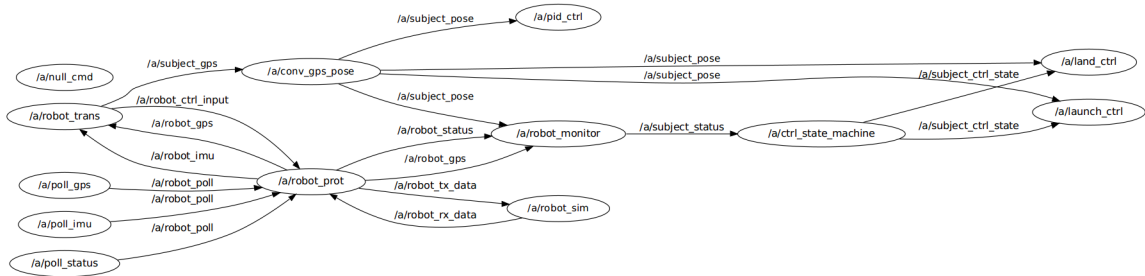 /a/pid_ctrl
/a/subject_pose
/a/subject_gps
/a/subject_pose
/a/land_ctrl
/a/null_cmd
/a/conv_gps_pose
/a/subject_pose
/a/subject_ctrl_state
/a/robot_ctrl_input
/a/subject_pose
/a/robot_trans
/a/launch_ctrl
/a/robot_gps
/a/robot_status
/a/robot_monitor
/a/subject_status
/a/ctrl_state_machine
/a/subject_ctrl_state
/a/robot_imu
/a/robot_gps
/a/poll_gps
/a/robot_poll
/a/robot_prot
/a/robot_tx_data
/a/robot_poll
/a/robot_sim
/a/poll_imu
/a/robot_rx_data
/a/robot_poll
/a/poll_status